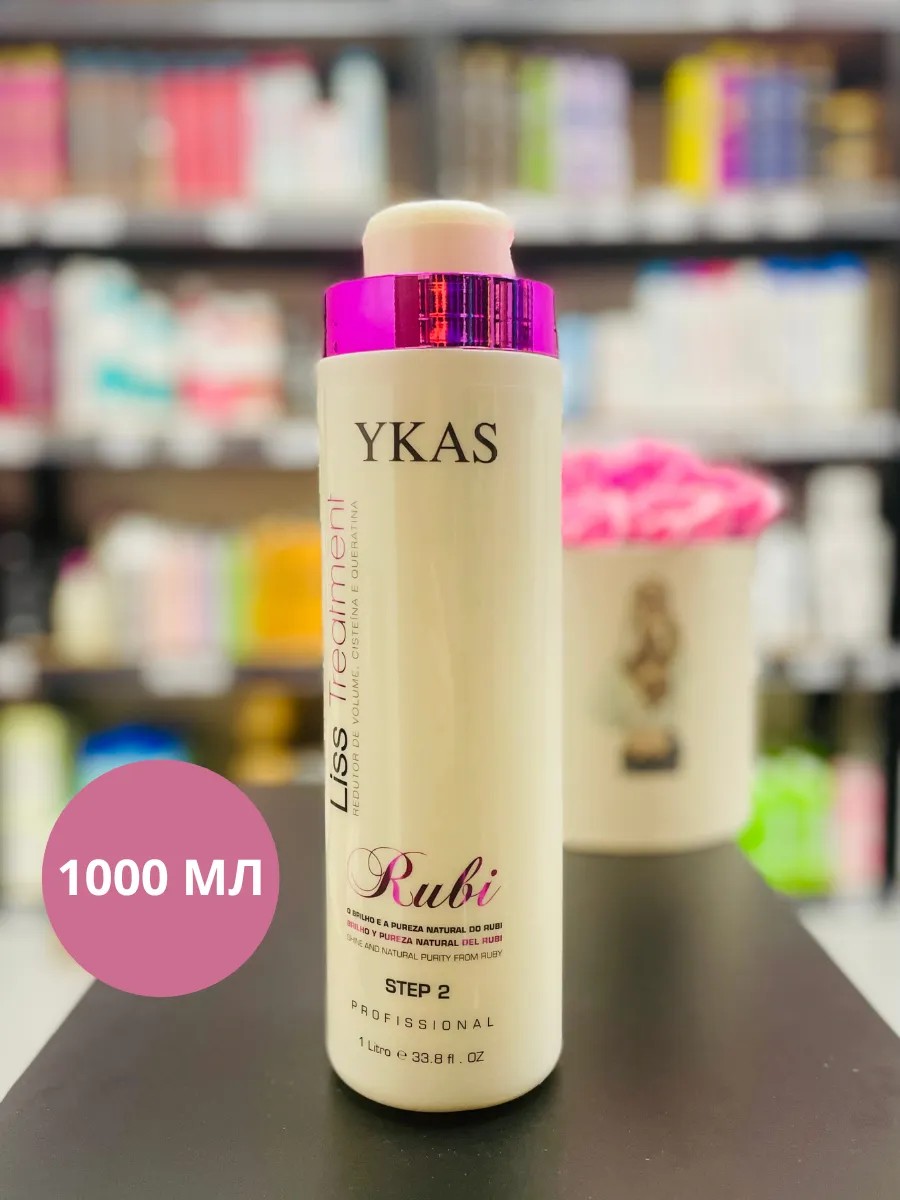 YKAS
Liss Treatment
REDUTOR DE VOLUME, CISTEÍNA E QUERATINA
Rubi
O BRILHO E A PUREZA NATURAL DO RUBI
BRILHO Y PUREZA NATURAL DEL RUBI
SHINE AND NATURAL PURITY FROM RUBY
STEP 2
PROFISSIONAL
1 Litro ℮ 33.8 fl . OZ
1000 МЛ